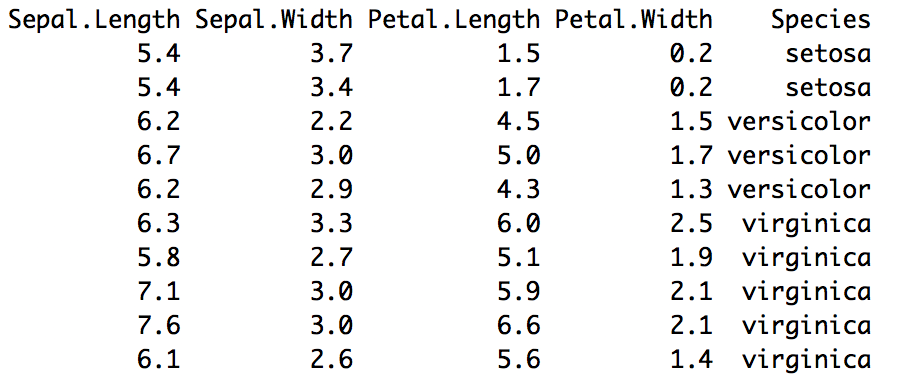 Sepal.Length Sepal.Width Petal.Length Petal.Width Species
5.4 3.7 1.5 0.2 setosa
5.4 3.4 1.7 0.2 setosa
6.2 2.2 4.5 1.5 versicolor
6.7 3.0 5.0 1.7 versicolor
6.2 2.9 4.3 1.3 versicolor
6.3 3.3 6.0 2.5 virginica
5.8 2.7 5.1 1.9 virginica
7.1 3.0 5.9 2.1 virginica
7.6 3.0 6.6 2.1 virginica
6.1 2.6 5.6 1.4 virginica